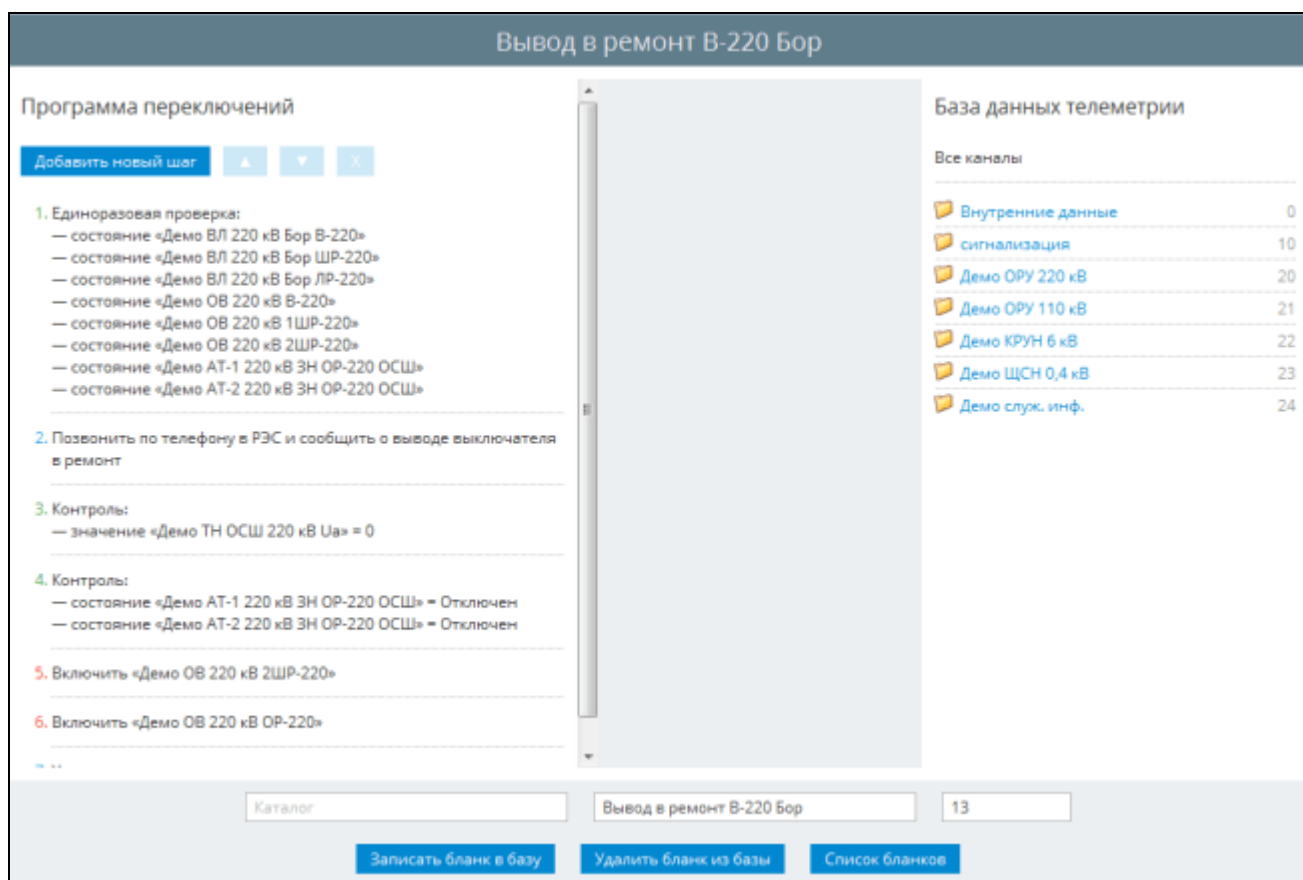 Вывод в ремонт В-220 Бор
Программа переключений
Добавить новый шаг ▲ ▼ X
1. Единоразовая проверка:
— состояние «Демо ВЛ 220 кВ Бор В-220»
— состояние «Демо ВЛ 220 кВ Бор ШР-220»
— состояние «Демо ВЛ 220 кВ Бор ЛР-220»
— состояние «Демо ОВ 220 кВ В-220»
— состояние «Демо ОВ 220 кВ 1ШР-220»
— состояние «Демо ОВ 220 кВ 2ШР-220»
— состояние «Демо АТ-1 220 кВ ЗН ОР-220 ОСШ»
— состояние «Демо АТ-2 220 кВ ЗН ОР-220 ОСШ»
2. Позвонить по телефону в РЭС и сообщить о выводе выключателя
в ремонт
3. Контроль:
— значение «Демо ТН ОСШ 220 кВ Ua» = 0
4. Контроль:
— состояние «Демо АТ-1 220 кВ ЗН ОР-220 ОСШ» = Отключен
— состояние «Демо АТ-2 220 кВ ЗН ОР-220 ОСШ» = Отключен
5. Включить «Демо ОВ 220 кВ 2ШР-220»
6. Включить «Демо ОВ 220 кВ ОР-220»
База данных телеметрии
Все каналы
Внутренние данные 0
сигнализация 10
Демо ОРУ 220 кВ 20
Демо ОРУ 110 кВ 21
Демо КРУН 6 кВ 22
Демо ЩСН 0,4 кВ 23
Демо служ. инф. 24
Каталог
Вывод в ремонт В-220 Бор
13
Записать бланк в базу
Удалить бланк из базы
Список бланков